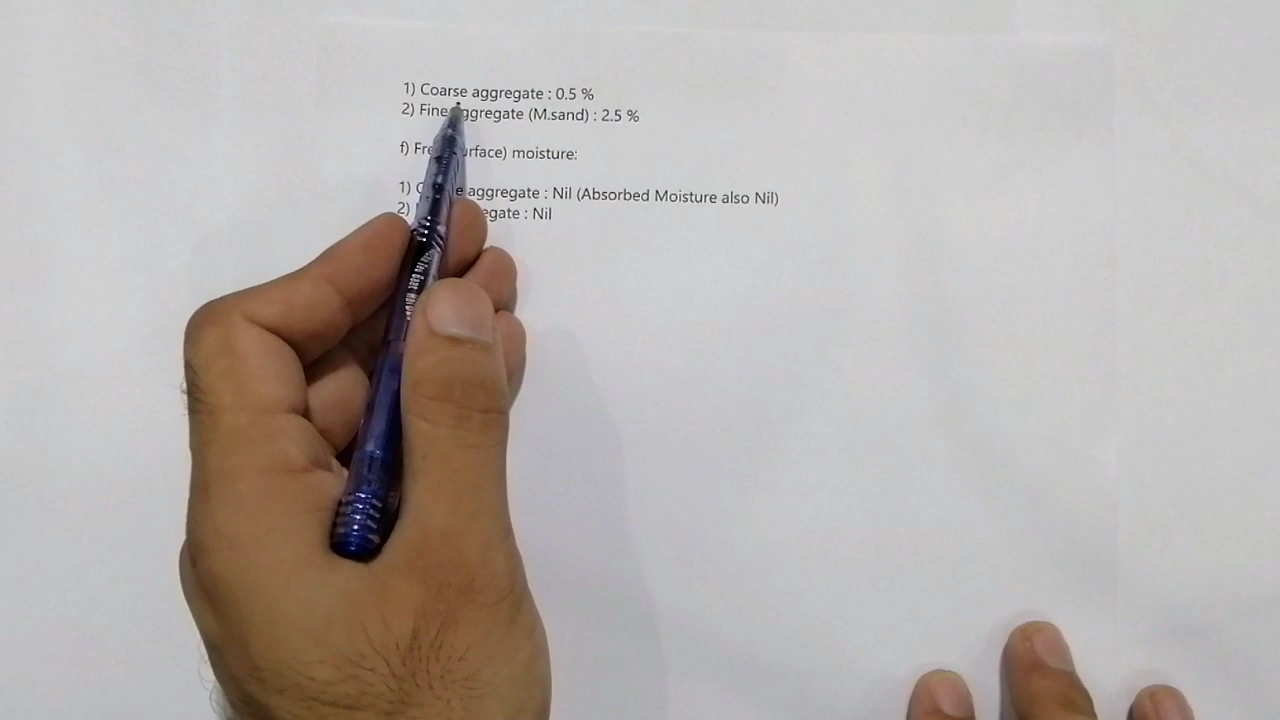 1) Coarse aggregate : 0.5 %
2) Fine aggregate (M.sand) : 2.5 %
f) Fre urface) moisture:
1) C e aggregate : Nil (Absorbed Moisture also Nil)
2) egate : Nil